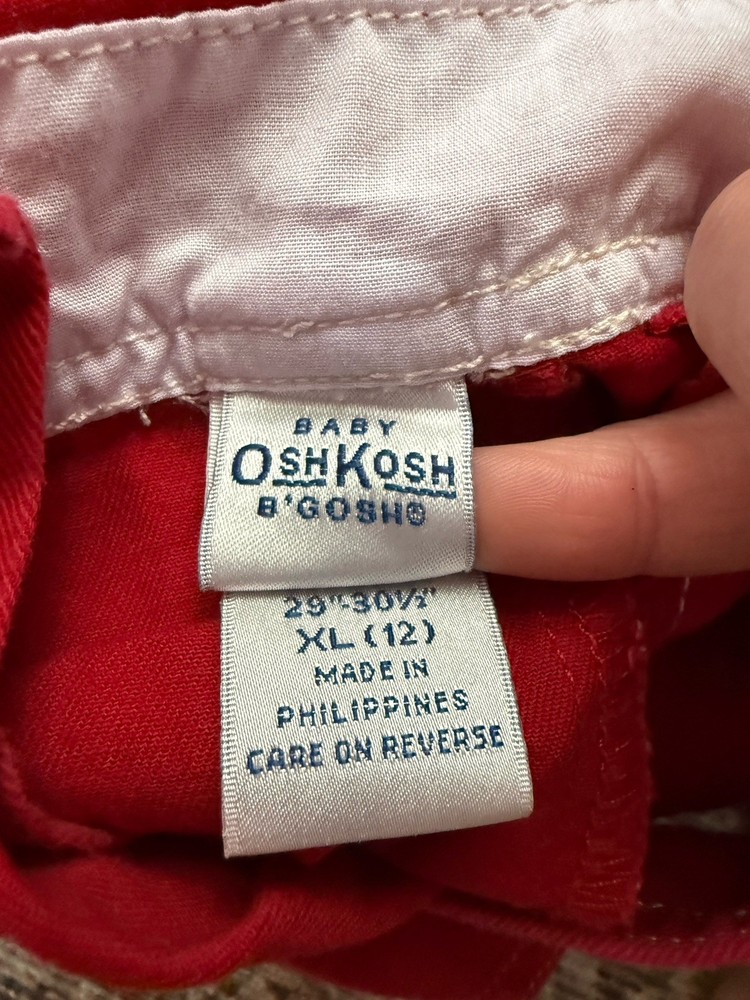 BABY
OSHKOSH
B'GOSH®
29"-30½"
XL (12)
MADE IN
PHILIPPINES
CARE ON REVERSE